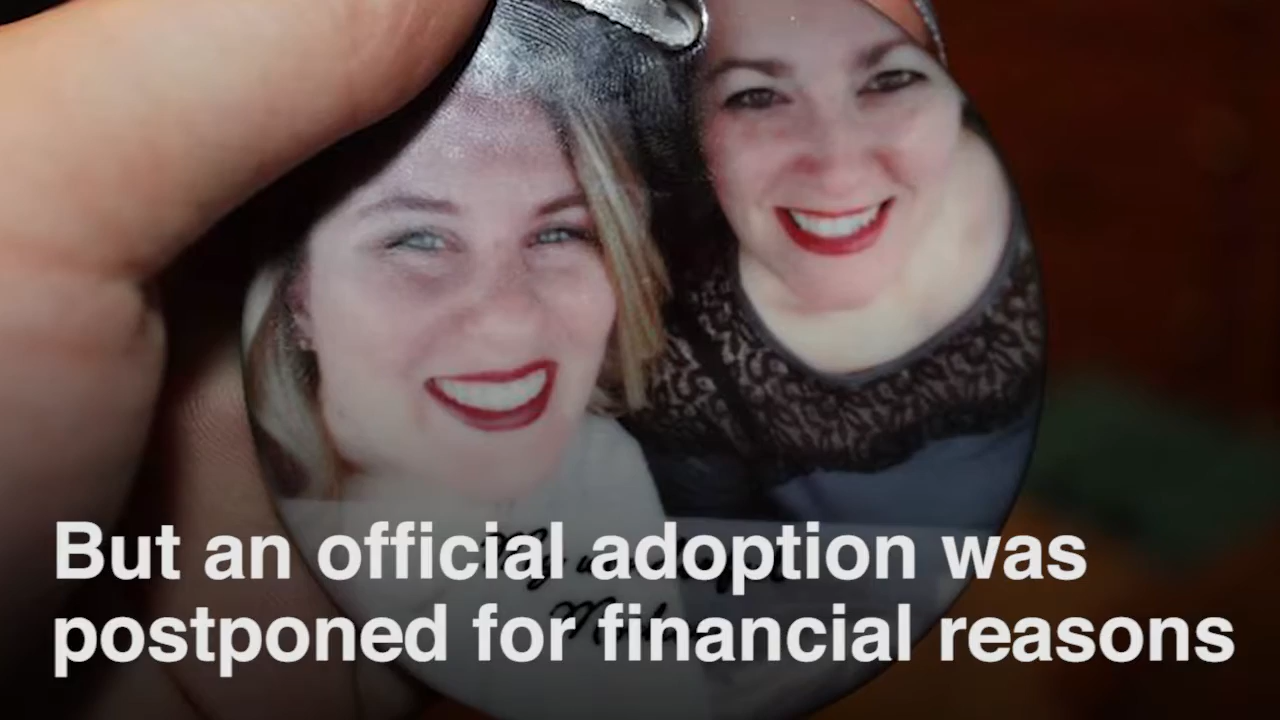 But an official adoption was
postponed for financial reasons